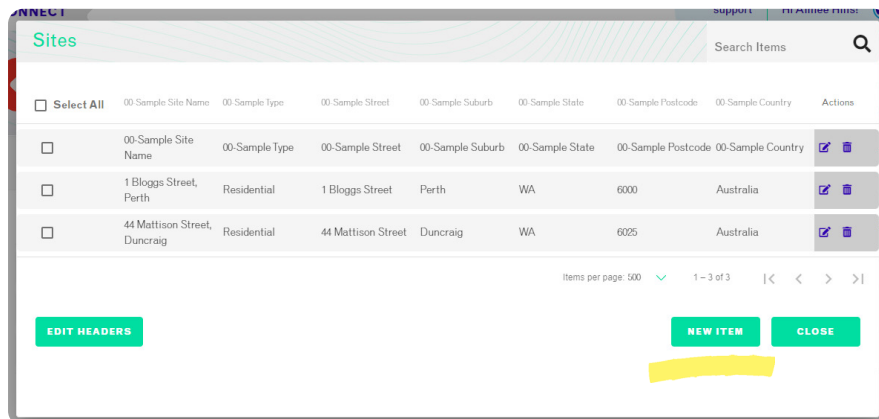 ONNECT support Hi Aimee Hills!
Sites
Search Items
Select All 00-Sample Site Name 00-Sample Type 00-Sample Street 00-Sample Suburb 00-Sample State 00-Sample Postcode 00-Sample Country Actions
00-Sample Site
Name 00-Sample Type 00-Sample Street 00-Sample Suburb 00-Sample State 00-Sample Postcode 00-Sample Country
1 Bloggs Street,
Perth Residential 1 Bloggs Street Perth WA 6000 Australia
44 Mattison Street,
Duncraig Residential 44 Mattison Street Duncraig WA 6025 Australia
Items per page: 500 1 – 3 of 3
EDIT HEADERS NEW ITEM CLOSE